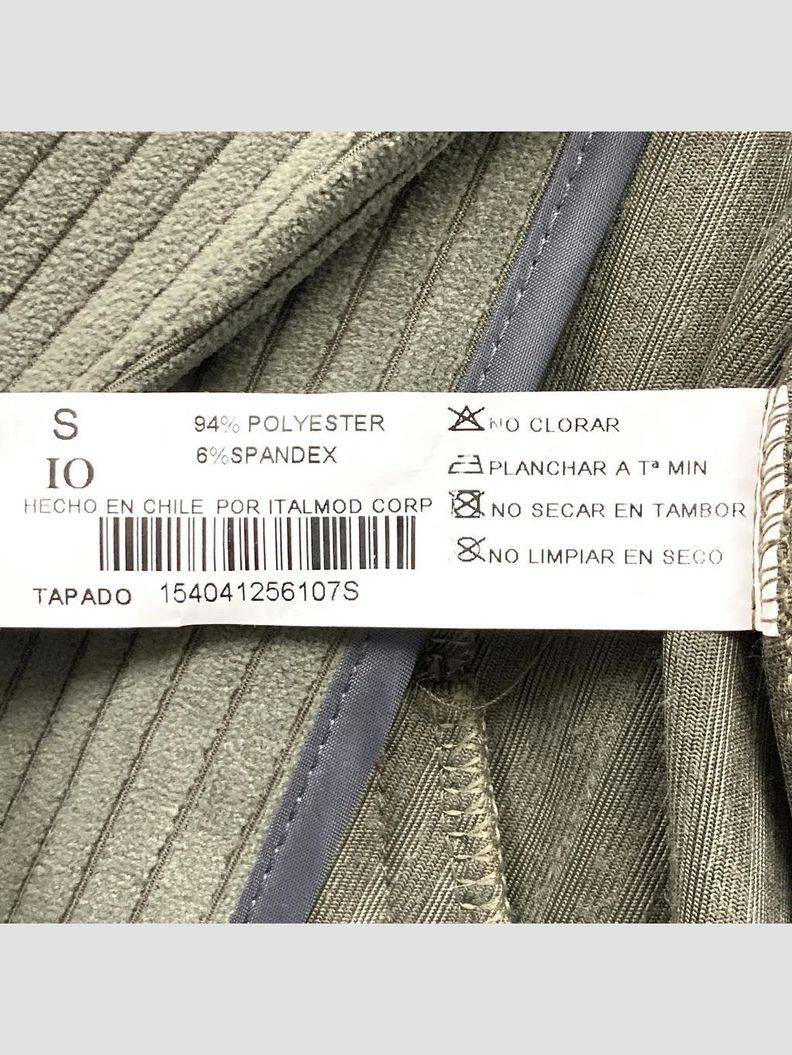 S
IO
94% POLYESTER
6%SPANDEX
HECHO EN CHILE POR ITALMOD CORP
TAPADO 154041256107S
NO CLORAR
PLANCHAR A Tª MIN
NO SECAR EN TAMBOR
NO LIMPIAR EN SECO